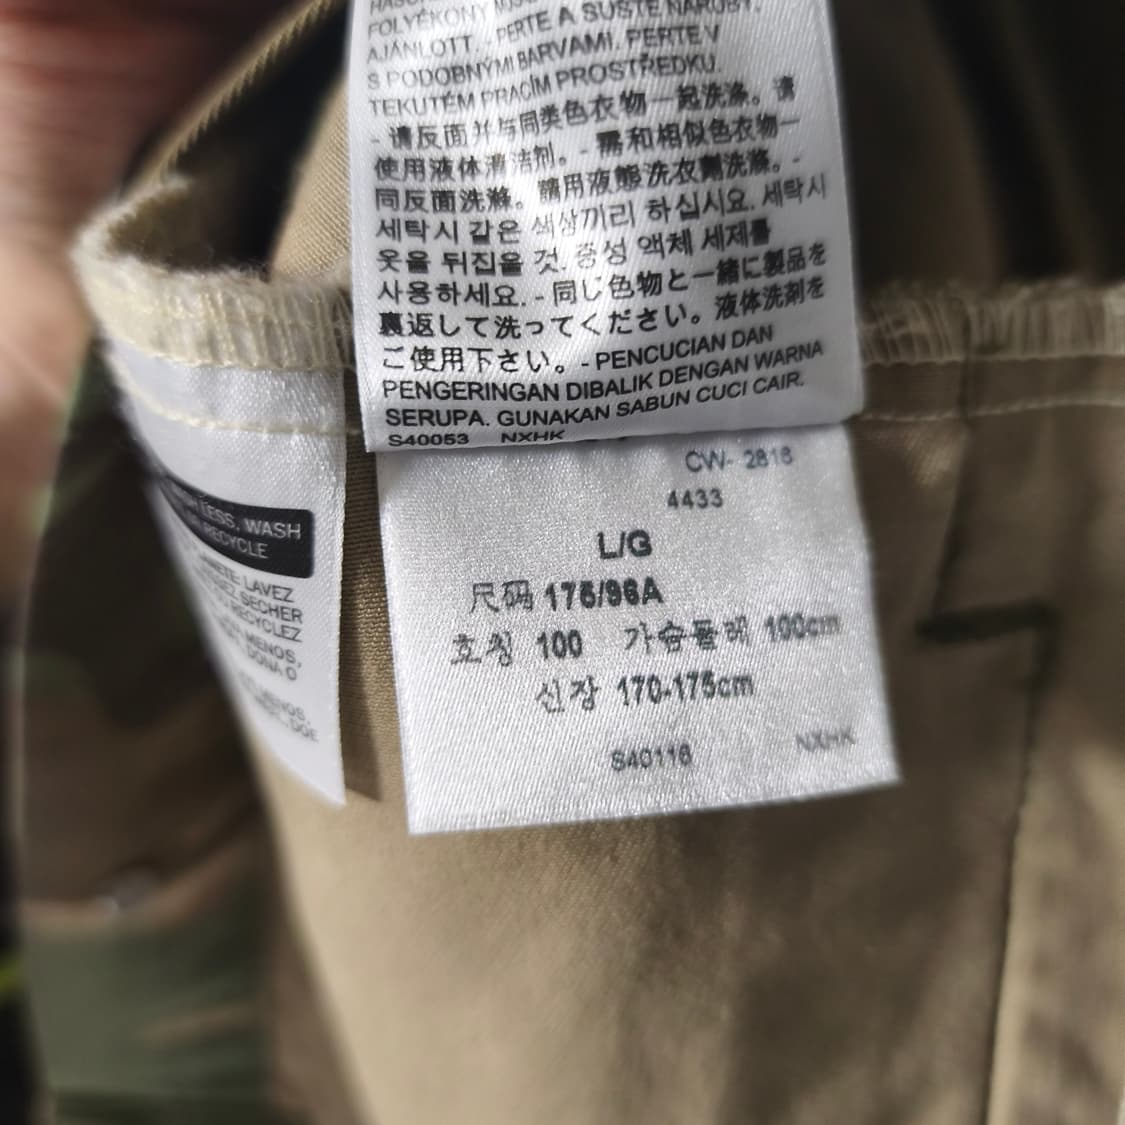 FOLYÉKONY
AJÁNLOTT. - PERTE A SUŠTE NARUBY.
S PODOBNÝMI BARVAMI. PERTE V
TEKUTÉM PRACÍM PROSTŘEDKU.
- 请反面并与同类色衣物一起洗涤。请
使用液体清洁剂。- 需和相似色衣物一
同反面洗滌。請用液態洗衣劑洗滌。-
세탁시 같은 색상끼리 하십시요. 세탁시
옷을 뒤집을 것. 중성 액체 세제를
사용하세요. - 同じ色物と一緒に製品を
裏返して洗ってください。液体洗剤を
ご使用下さい。- PENCUCIAN DAN
PENGERINGAN DIBALIK DENGAN WARNA
SERUPA. GUNAKAN SABUN CUCI CAIR.
S40053 NXHK
LESS, WASH
RECYCLE
LAVEZ
SECHER
RECYCLEZ
MENOS,
DONA O
CW- 2816
4433
L/G
尺码 175/96A
호칭 100 가슴둘레 100cm
신장 170-175cm
S40116 NXHK